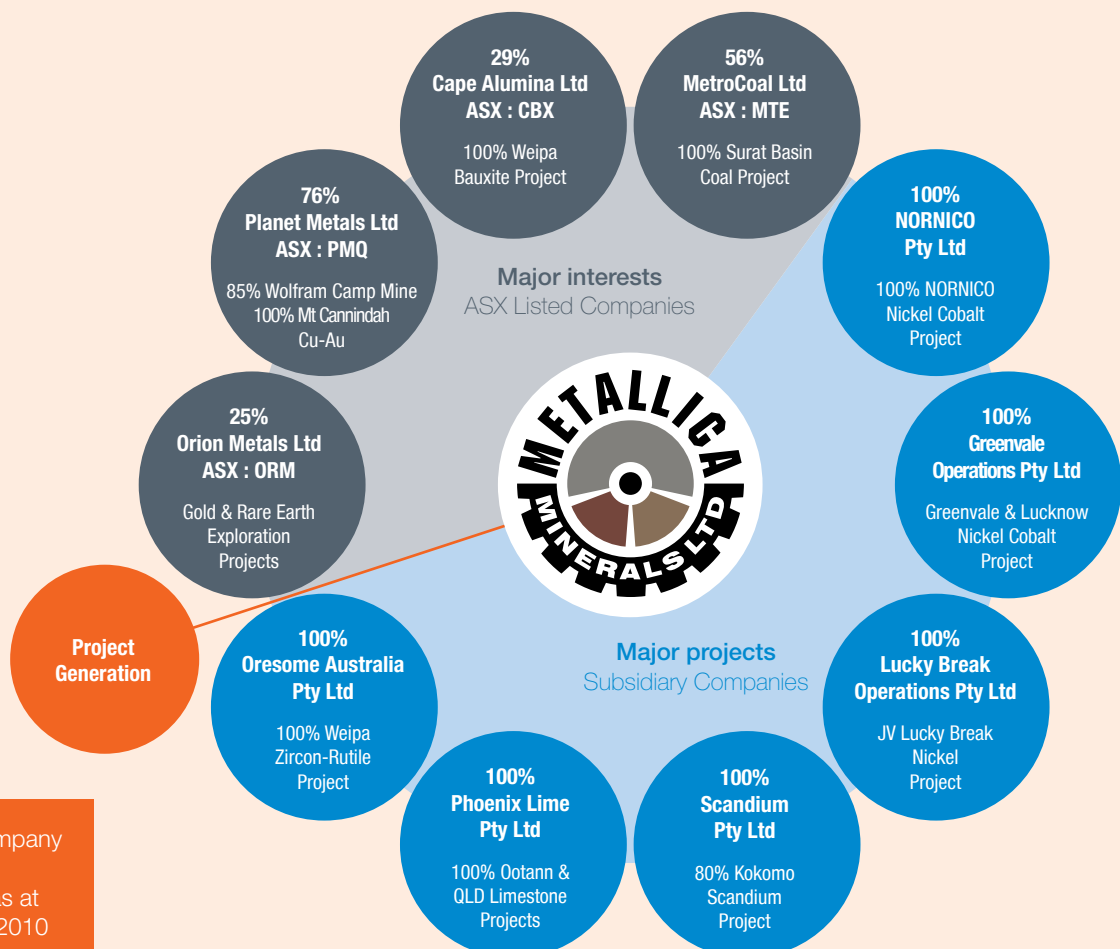 29%
Cape Alumina Ltd
ASX : CBX
100% Weipa
Bauxite Project
56%
MetroCoal Ltd
ASX : MTE
100% Surat Basin
Coal Project
76%
Planet Metals Ltd
ASX : PMQ
85% Wolfram Camp Mine
100% Mt Cannindah
Cu-Au
100%
NORNICO
Pty Ltd
100% NORNICO
Nickel Cobalt
Project
Major interests
ASX Listed Companies
25%
Orion Metals Ltd
ASX : ORM
Gold & Rare Earth
Exploration
Projects
METALLICA
MINERALS LTD
100%
Greenvale
Operations Pty Ltd
Greenvale & Lucknow
Nickel Cobalt
Project
Project
Generation
100%
Oresome Australia
Pty Ltd
100% Weipa
Zircon-Rutile
Project
Major projects
Subsidiary Companies
100%
Lucky Break
Operations Pty Ltd
JV Lucky Break
Nickel
Project
100%
Phoenix Lime
Pty Ltd
100% Ootann &
QLD Limestone
Projects
100%
Scandium
Pty Ltd
80% Kokomo
Scandium
Project
as at
2010